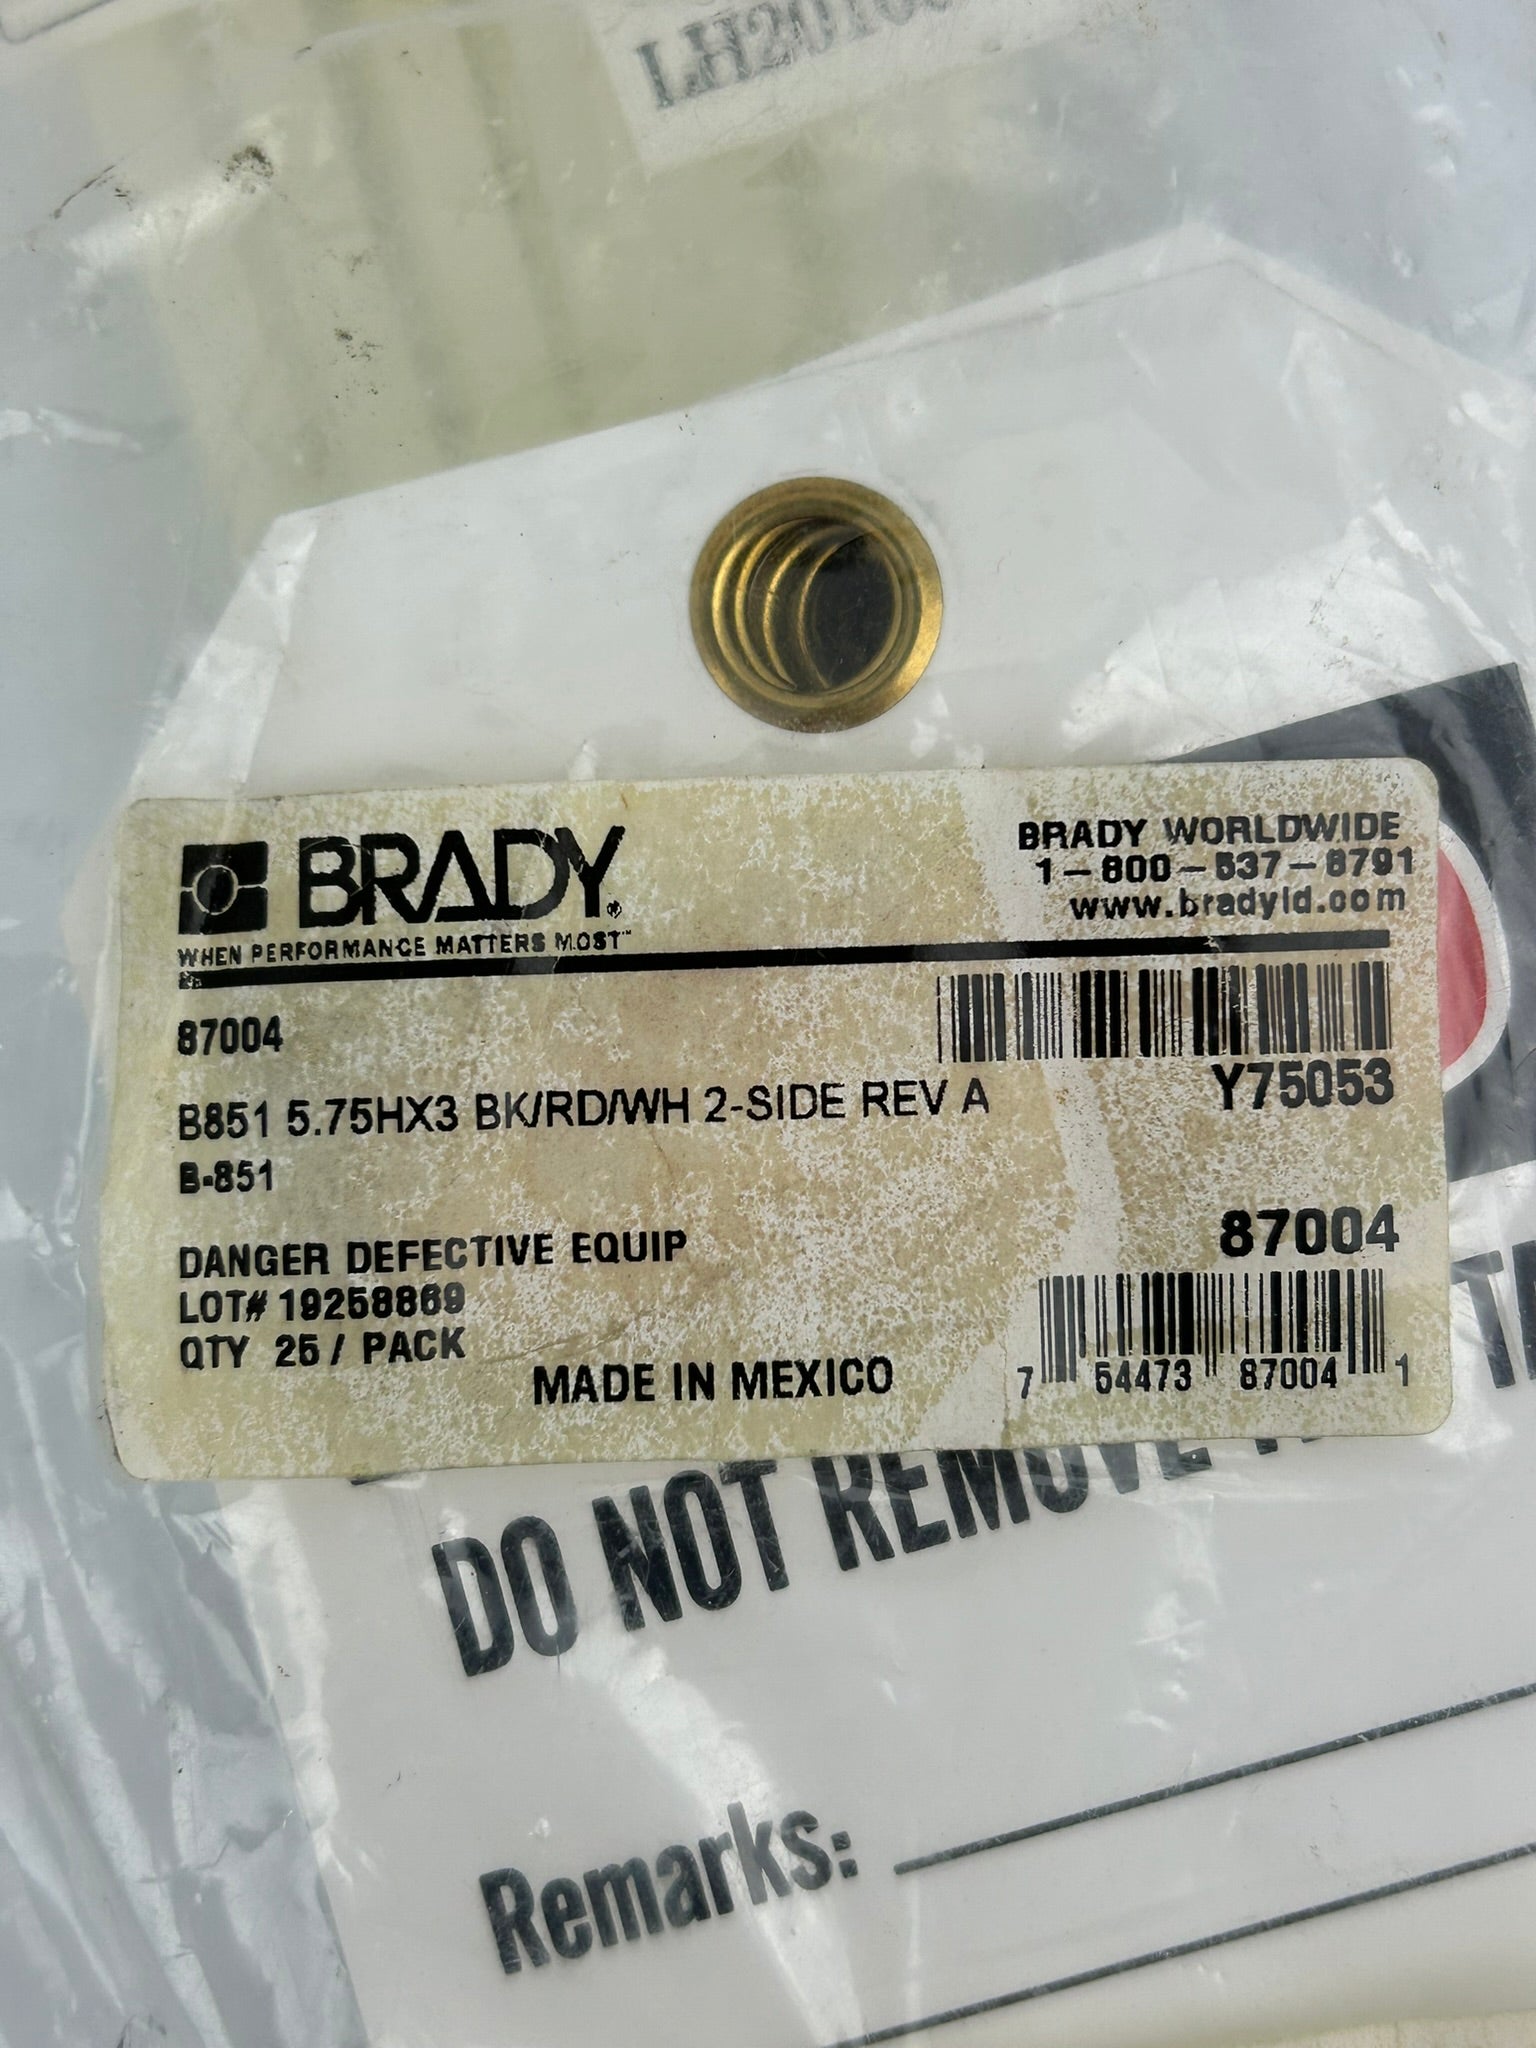 BRADY
WHEN PERFORMANCE MATTERS MOST™
BRADY WORLDWIDE
1-800-537-8791
www.bradyid.com
87004
Y75053
B851 5.75HX3 BK/RD/WH 2-SIDE REV A
B-851
87004
DANGER DEFECTIVE EQUIP
LOT# 19258869
QTY 25 / PACK
MADE IN MEXICO
7 54473 87004 1
DO NOT REMOVE
Remarks: